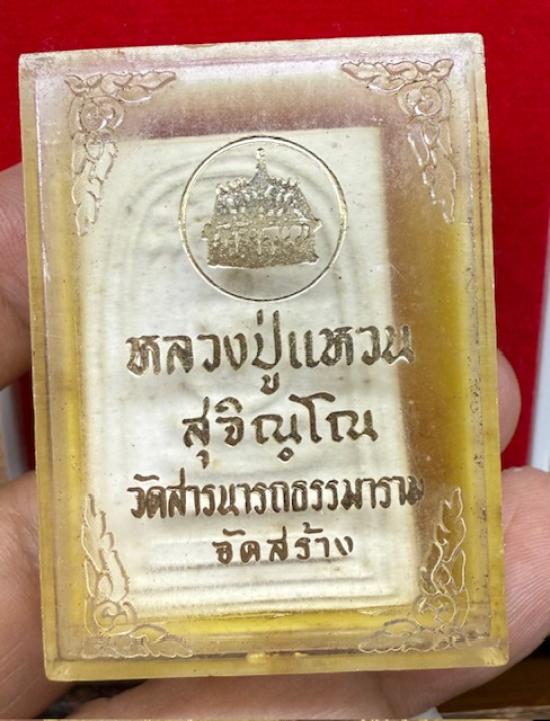 หลวงปู่แหวน
สุจิณฺโณ
วัดสารนารถธรรมาราม
จัดสร้าง